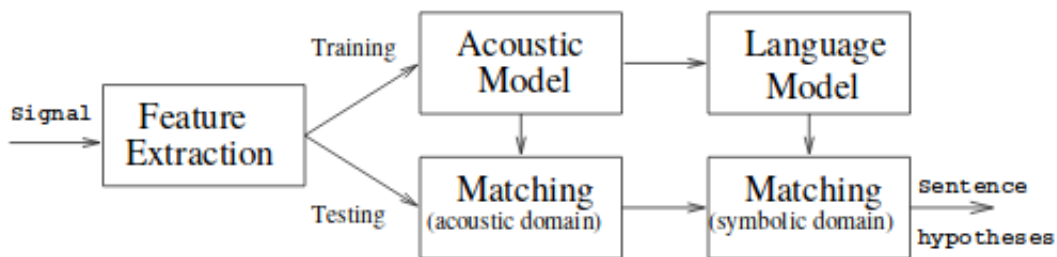 Signal
Feature
Extraction
Training
Testing
Acoustic
Model
Language
Model
Matching
(acoustic domain)
Matching
(symbolic domain)
Sentence
hypotheses